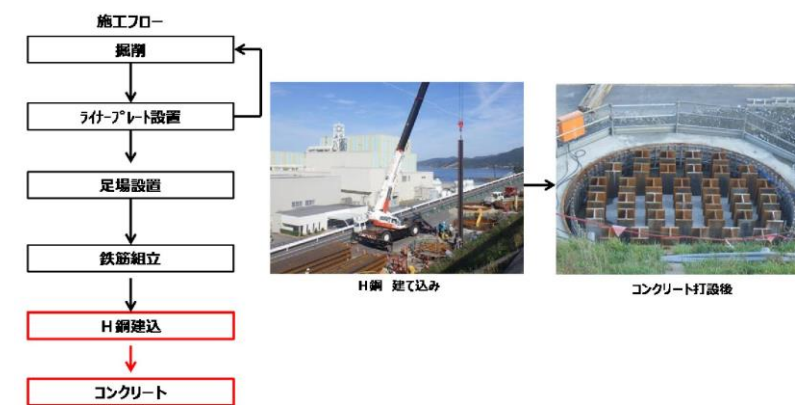 施工フロー
掘削
ライナープレート設置
足場設置
鉄筋組立
H鋼建込
コンクリート
H鋼 建て込み
コンクリート打設後